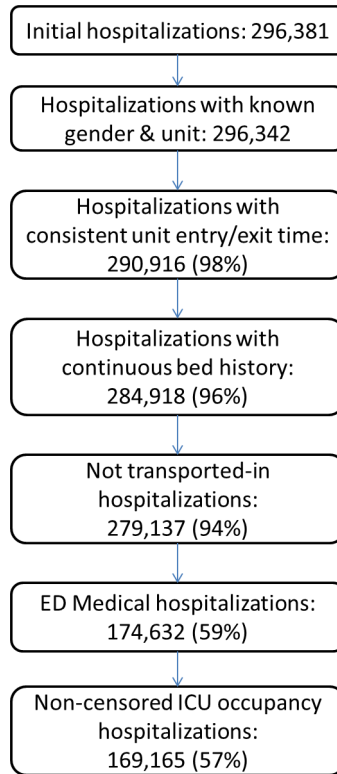 Initial hospitalizations: 296,381
Hospitalizations with known
gender & unit: 296,342
Hospitalizations with
consistent unit entry/exit time:
290,916 (98%)
Hospitalizations with
continuous bed history:
284,918 (96%)
Not transported-in
hospitalizations:
279,137 (94%)
ED Medical hospitalizations:
174,632 (59%)
Non-censored ICU occupancy
hospitalizations:
169,165 (57%)